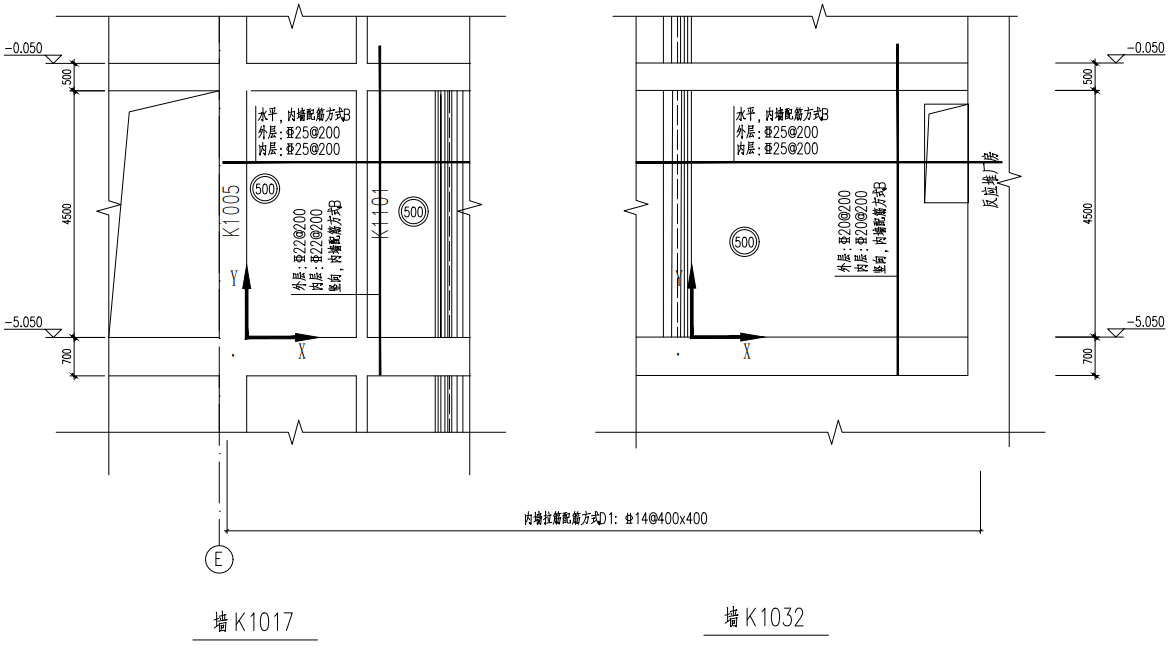 -0.050
500
4500
-5.050
700
水平, 内墙配筋方式B
外层: ⌽25@200
内层: ⌽25@200
K1005
500
外层: ⌽22@200
内层: ⌽22@200
竖向, 内墙配筋方式B
K1101
500
Y
X
水平, 内墙配筋方式B
外层: ⌽25@200
内层: ⌽25@200
500
外层: ⌽20@200
内层: ⌽20@200
竖向, 内墙配筋方式B
反应堆厂房
Y
X
-0.050
500
4500
-5.050
700
内墙拉筋配筋方式D1: ⌽14@400x400
E
墙 K1017
墙 K1032